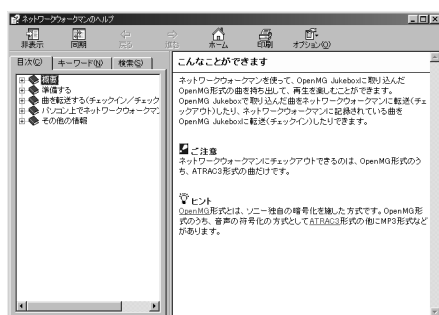 ネットワークウォークマンのヘルプ
非表示 同期 戻る 進む ホーム 印刷 オプション(O)
目次(C) キーワード(N) 検索(S)
概要
準備する
曲を転送する(チェックイン/チェック
パソコン上でネットワークウォークマン
その他の情報
こんなことができます
ネットワークウォークマンを使って、OpenMG Jukeboxに取り込んだ
OpenMG形式の曲を持ち出して、再生を楽しむことができます。
OpenMG Jukeboxで取り込んだ曲をネットワークウォークマンに転送(チェ
ックアウト)したり、ネットワークウォークマンに記録されている曲を
OpenMG Jukeboxに転送(チェックイン)したりできます。
ご注意
ネットワークウォークマンにチェックアウトできるのは、OpenMG形式のう
ち、ATRAC3形式の曲だけです。
ヒント
OpenMG形式とは、ソニー独自の暗号化を施した方式です。OpenMG形
式のうち、音声の符号化の方式としてATRAC3形式の他にMP3形式など
があります。